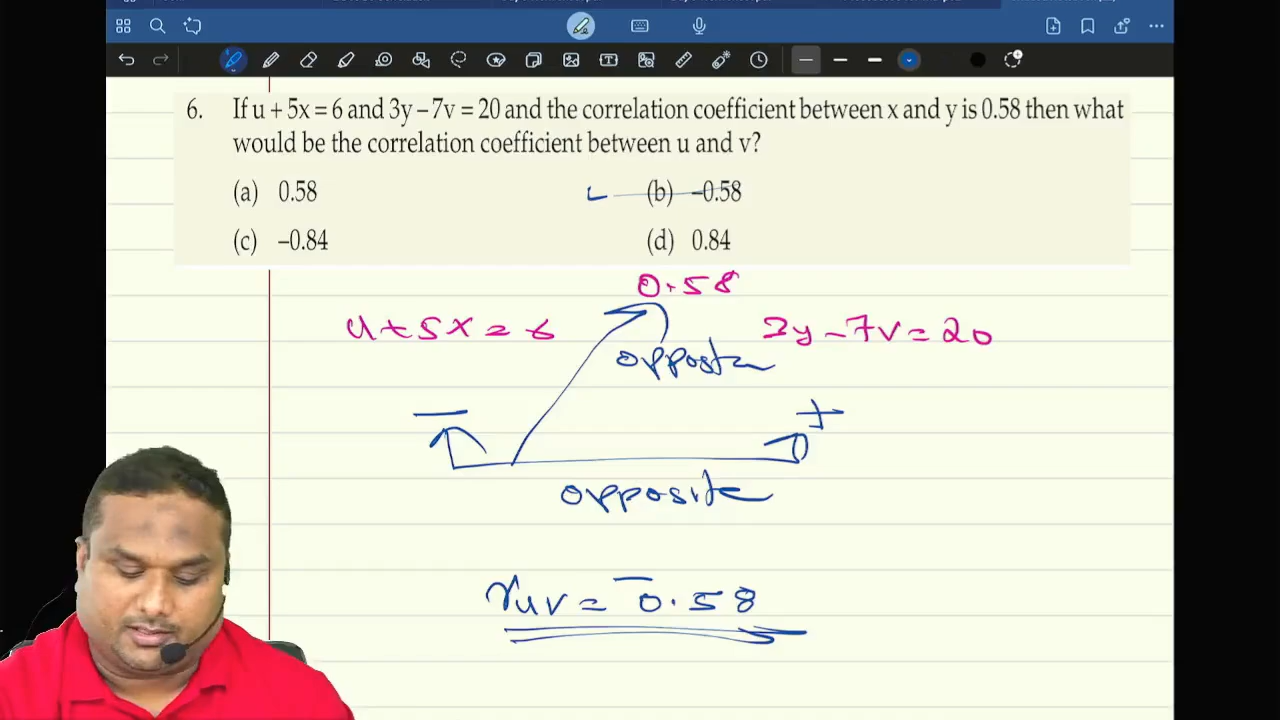 6. If u + 5x = 6 and 3y – 7v = 20 and the correlation coefficient between x and y is 0.58 then what
would be the correlation coefficient between u and v?
(a) 0.58 (b) –0.58
(c) –0.84 (d) 0.84
0.58
u + 5x = 6 3y - 7v = 20
– +
opposite
ruv = -0.58